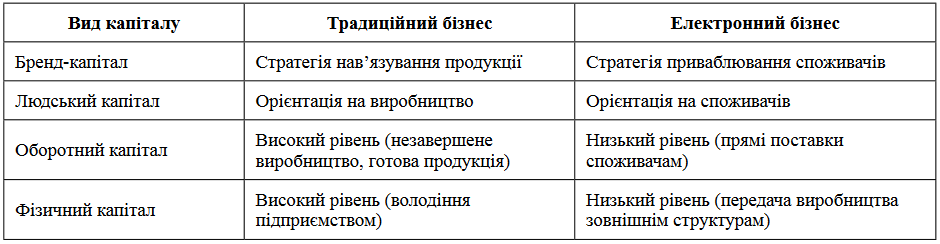 Вид капіталу Традиційний бізнес Електронний бізнес
Бренд-капітал Стратегія нав’язування продукції Стратегія приваблювання споживачів
Людський капітал Орієнтація на виробництво Орієнтація на споживачів
Оборотний капітал Високий рівень (незавершене виробництво, готова продукція) Низький рівень (прямі поставки споживачам)
Фізичний капітал Високий рівень (володіння підприємством) Низький рівень (передача виробництва зовнішнім структурам)